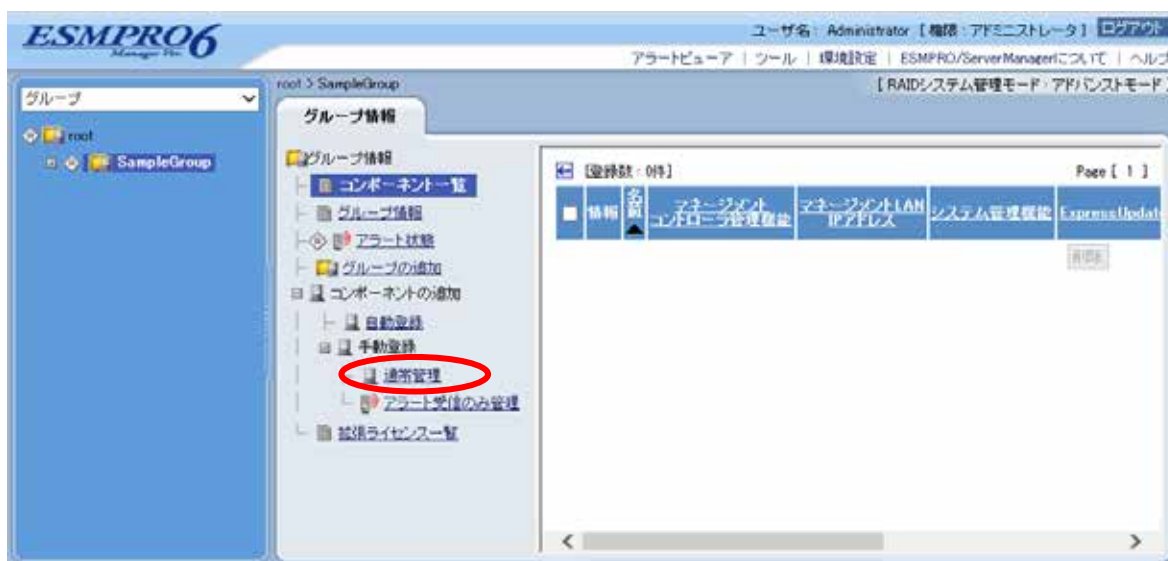 ESMPRO6
Manager Ver.
ユーザ名: Administrator [ 権限 : アドミニストレータ ] ログアウト
アラートビューア | ツール | 環境設定 | ESMPRO/ServerManagerについて | ヘルプ
root > SampleGroup
[ RAIDシステム管理モード : アドバンストモード ]
グループ
root
SampleGroup
グループ情報
グループ情報
コンポーネント一覧
グループ情報
アラート状態
グループの追加
コンポーネントの追加
自動登録
手動登録
通常管理
アラート受信のみ管理
拡張ライセンス一覧
[登録数 : 0件]
Page [ 1 ]
情報
名前
マネージメント
コントローラ管理機能
マネージメントLAN
IPアドレス
システム管理機能
ExpressUpdat
削除